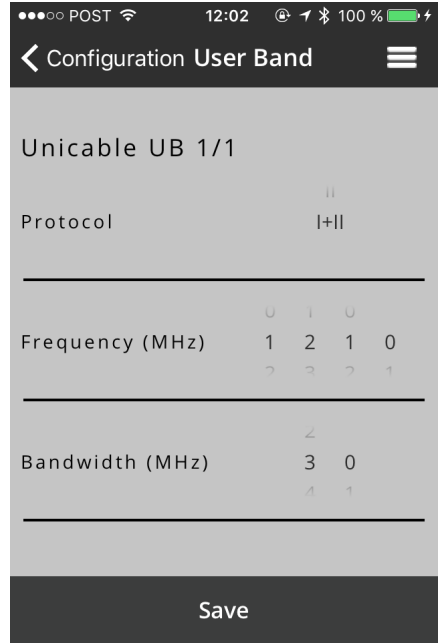 POST 12:02 100 %
Configuration User Band
Unicable UB 1/1
II
Protocol I+II
0 1 0
Frequency (MHz) 1 2 1 0
2 3 2 1
2
Bandwidth (MHz) 3 0
4 1
Save